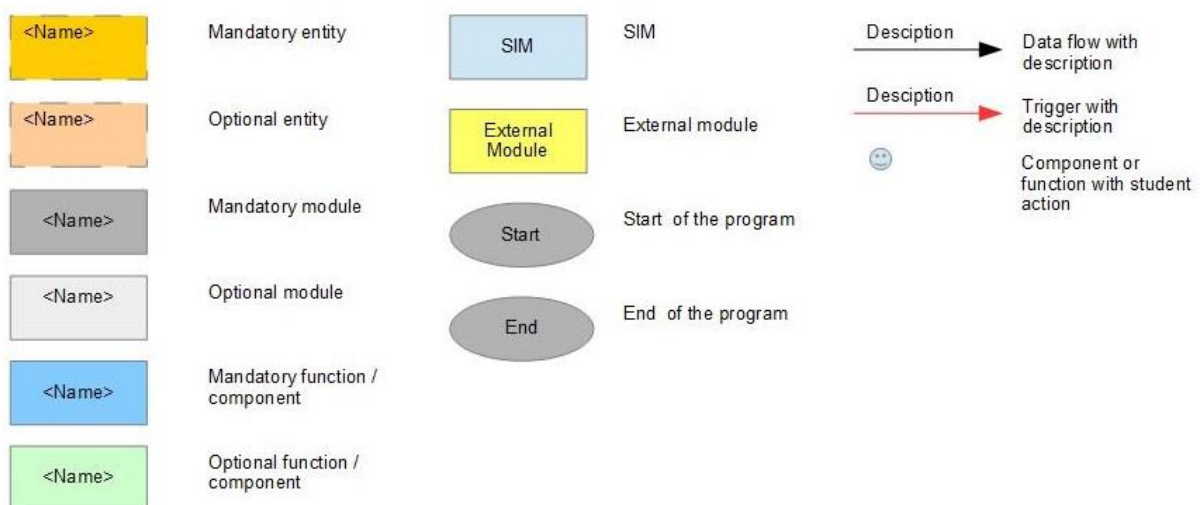 <Name>
Mandatory entity
<Name>
Optional entity
<Name>
Mandatory module
<Name>
Optional module
<Name>
Mandatory function /
component
<Name>
Optional function /
component
SIM
SIM
External
Module
External module
Start
Start of the program
End
End of the program
Desciption
Data flow with
description
Desciption
Trigger with
description
Component or
function with student
action